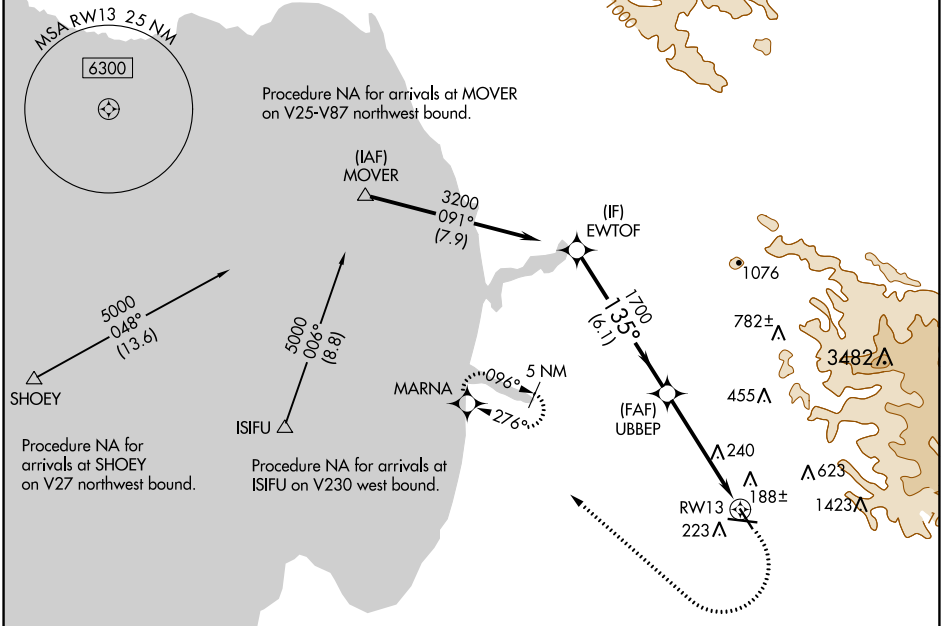 1000
MSA RW13 25 NM
6300
Procedure NA for arrivals at MOVER
on V25-V87 northwest bound.
(IAF)
MOVER
3200
091°
(7.9)
(IF)
EWTOF
1076
5000
048°
(13.6)
5000
006°
(8.8)
1700
135°
(6.1)
782±
3482
SHOEY
MARNA
096°
5 NM
276°
455
(FAF)
UBBEP
ISIFU
Procedure NA for
arrivals at SHOEY
on V27 northwest bound.
Procedure NA for arrivals at
ISIFU on V230 west bound.
240
623
188±
1423
RW13
223